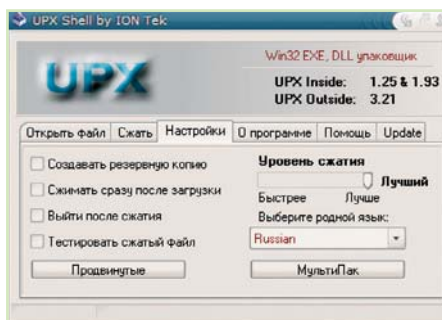 UPX Shell by ION Tek
UPX
Win32 EXE, DLL упаковщик
UPX Inside: 1.25 & 1.93
UPX Outside: 3.21
Открыть файл Сжать Настройки О программе Помощь Update
Создавать резервную копию
Сжимать сразу после загрузки
Выйти после сжатия
Тестировать сжатый файл
Продвинутые
Уровень сжатия
Лучший
Быстрее Лучше
Выберите родной язык:
Russian
МультиПак